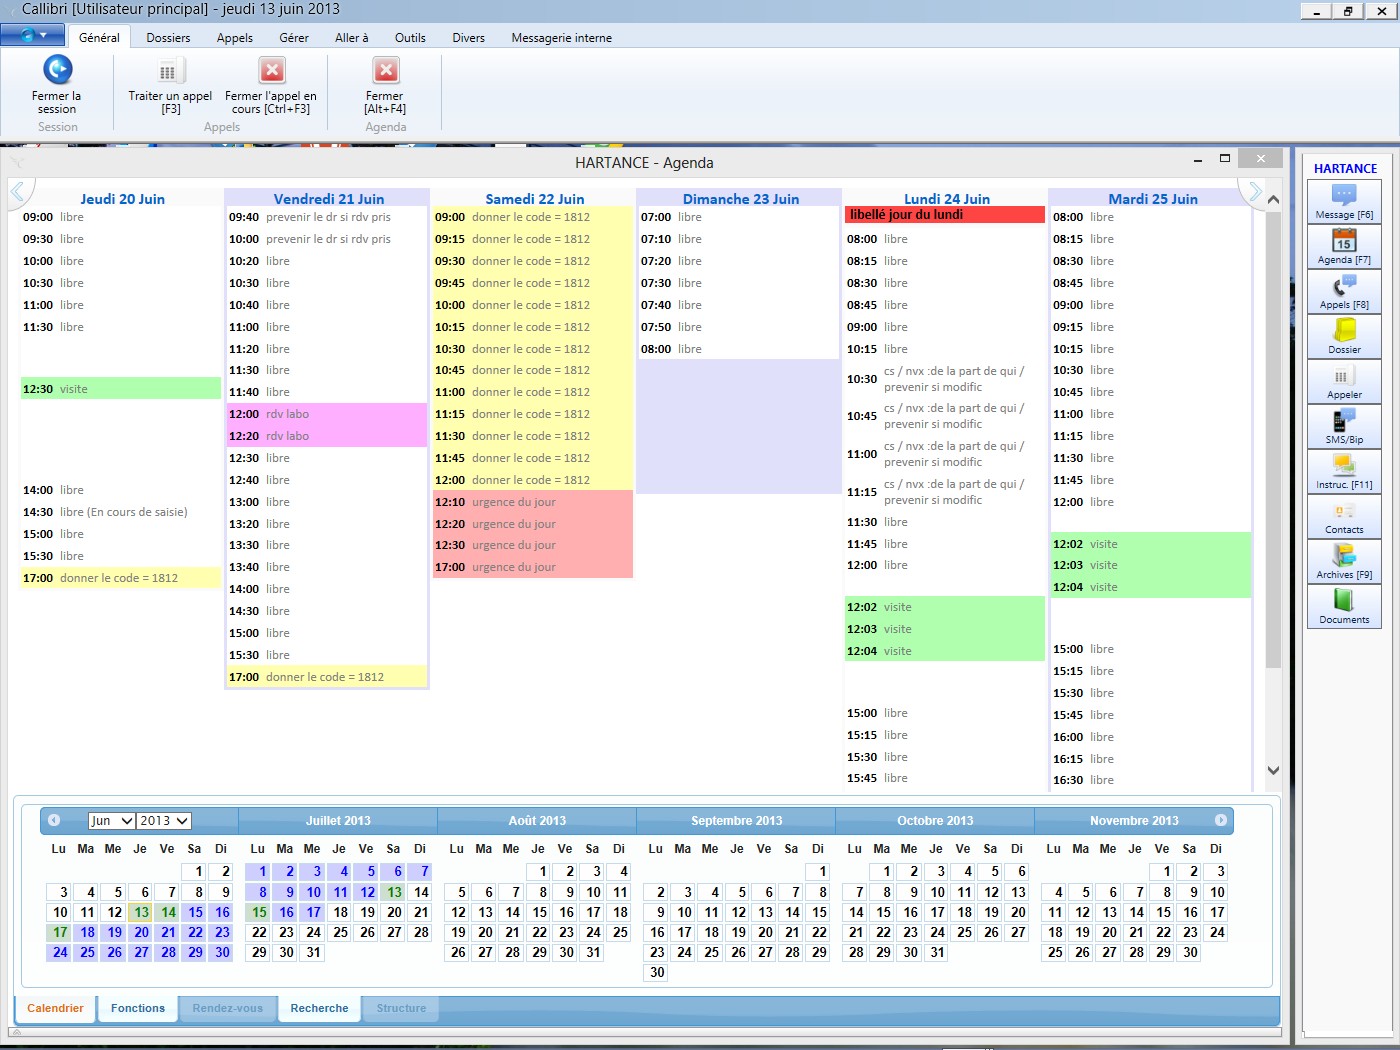 Callibri [Utilisateur principal] - jeudi 13 juin 2013
Général Dossiers Appels Gérer Aller à Outils Divers Messagerie interne
Fermer la session
Traiter un appel [F3]
Fermer l'appel en cours [Ctrl+F3]
Fermer [Alt+F4]
Session Appels Agenda
HARTANCE - Agenda
Jeudi 20 Juin
09:00 libre
09:30 libre
10:00 libre
10:30 libre
11:00 libre
11:30 libre
12:30 visite
14:00 libre
14:30 libre (En cours de saisie)
15:00 libre
15:30 libre
17:00 donner le code = 1812
Vendredi 21 Juin
09:40 prevenir le dr si rdv pris
10:00 prevenir le dr si rdv pris
10:20 libre
10:30 libre
10:40 libre
11:00 libre
11:20 libre
11:30 libre
11:40 libre
12:00 rdv labo
12:20 rdv labo
12:30 libre
12:40 libre
13:00 libre
13:20 libre
13:30 libre
13:40 libre
14:00 libre
14:30 libre
15:00 libre
15:30 libre
17:00 donner le code = 1812
Samedi 22 Juin
09:00 donner le code = 1812
09:15 donner le code = 1812
09:30 donner le code = 1812
09:45 donner le code = 1812
10:00 donner le code = 1812
10:15 donner le code = 1812
10:30 donner le code = 1812
10:45 donner le code = 1812
11:00 donner le code = 1812
11:15 donner le code = 1812
11:30 donner le code = 1812
11:45 donner le code = 1812
12:00 donner le code = 1812
12:10 urgence du jour
12:20 urgence du jour
12:30 urgence du jour
17:00 urgence du jour
Dimanche 23 Juin
07:00 libre
07:10 libre
07:20 libre
07:30 libre
07:40 libre
07:50 libre
08:00 libre
Lundi 24 Juin
libellé jour du lundi
08:00 libre
08:15 libre
08:30 libre
08:45 libre
09:00 libre
10:15 libre
10:30 cs / nvx :de la part de qui /
prevenir si modific
10:45 cs / nvx :de la part de qui /
prevenir si modific
11:00 cs / nvx :de la part de qui /
prevenir si modific
11:15 cs / nvx :de la part de qui /
prevenir si modific
11:30 libre
11:45 libre
12:00 libre
12:02 visite
12:03 visite
12:04 visite
15:00 libre
15:15 libre
15:30 libre
15:45 libre
Mardi 25 Juin
08:00 libre
08:15 libre
08:30 libre
08:45 libre
09:00 libre
09:15 libre
10:15 libre
10:30 libre
10:45 libre
11:00 libre
11:15 libre
11:30 libre
11:45 libre
12:00 libre
12:02 visite
12:03 visite
12:04 visite
15:00 libre
15:15 libre
15:30 libre
15:45 libre
16:00 libre
16:15 libre
16:30 libre
HARTANCE
Message [F6]
15
Agenda [F7]
Appels [F8]
Dossier
Appeler
SMS/Bip
Instruc. [F11]
Contacts
Archives [F9]
Documents
Jun 2013
Lu Ma Me Je Ve Sa Di
1 2
3 4 5 6 7 8 9
10 11 12 13 14 15 16
17 18 19 20 21 22 23
24 25 26 27 28 29 30
Juillet 2013
Lu Ma Me Je Ve Sa Di
1 2 3 4 5 6 7
8 9 10 11 12 13 14
15 16 17 18 19 20 21
22 23 24 25 26 27 28
29 30 31
Août 2013
Lu Ma Me Je Ve Sa Di
1 2 3 4
5 6 7 8 9 10 11
12 13 14 15 16 17 18
19 20 21 22 23 24 25
26 27 28 29 30 31
Septembre 2013
Lu Ma Me Je Ve Sa Di
1
2 3 4 5 6 7 8
9 10 11 12 13 14 15
16 17 18 19 20 21 22
23 24 25 26 27 28 29
30
Octobre 2013
Lu Ma Me Je Ve Sa Di
1 2 3 4 5 6
7 8 9 10 11 12 13
14 15 16 17 18 19 20
21 22 23 24 25 26 27
28 29 30 31
Novembre 2013
Lu Ma Me Je Ve Sa Di
1 2 3
4 5 6 7 8 9 10
11 12 13 14 15 16 17
18 19 20 21 22 23 24
25 26 27 28 29 30
Calendrier Fonctions Rendez-vous Recherche Structure